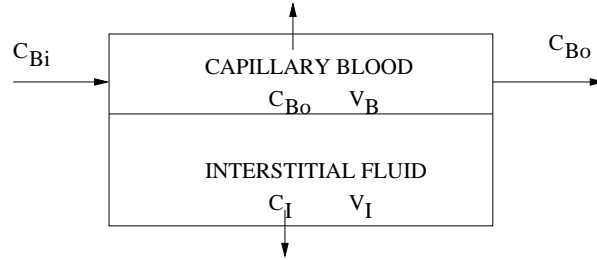 C_Bi
C_Bo
CAPILLARY BLOOD
C_Bo V_B
INTERSTITIAL FLUID
C_I V_I